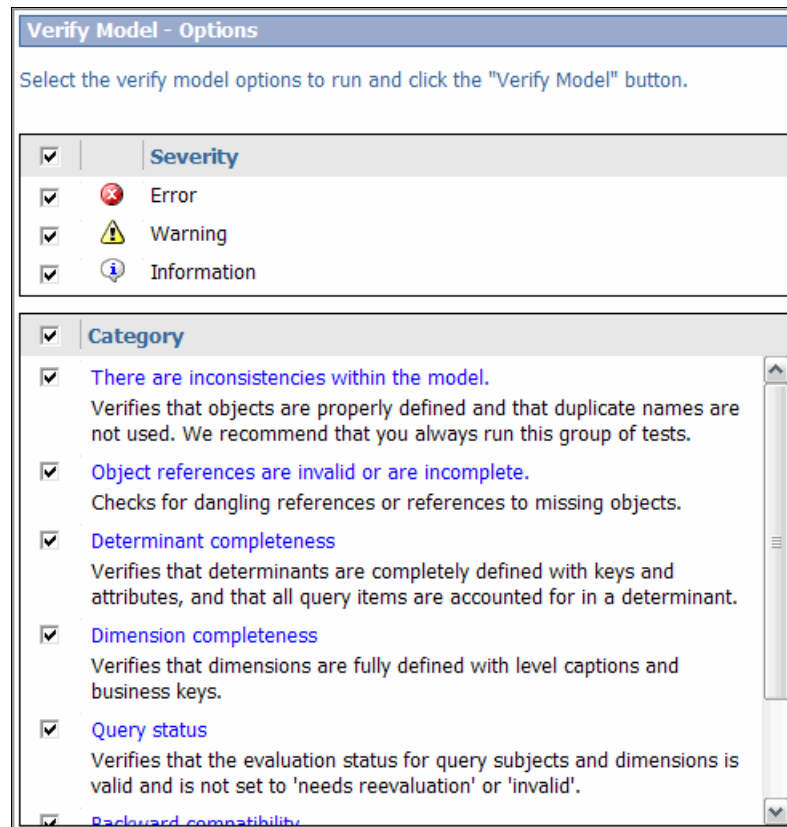 Verify Model - Options
Select the verify model options to run and click the "Verify Model" button.
Severity
Error
Warning
Information
Category
There are inconsistencies within the model.
Verifies that objects are properly defined and that duplicate names are
not used. We recommend that you always run this group of tests.
Object references are invalid or are incomplete.
Checks for dangling references or references to missing objects.
Determinant completeness
Verifies that determinants are completely defined with keys and
attributes, and that all query items are accounted for in a determinant.
Dimension completeness
Verifies that dimensions are fully defined with level captions and
business keys.
Query status
Verifies that the evaluation status for query subjects and dimensions is
valid and is not set to 'needs reevaluation' or 'invalid'.
Backward compatibility